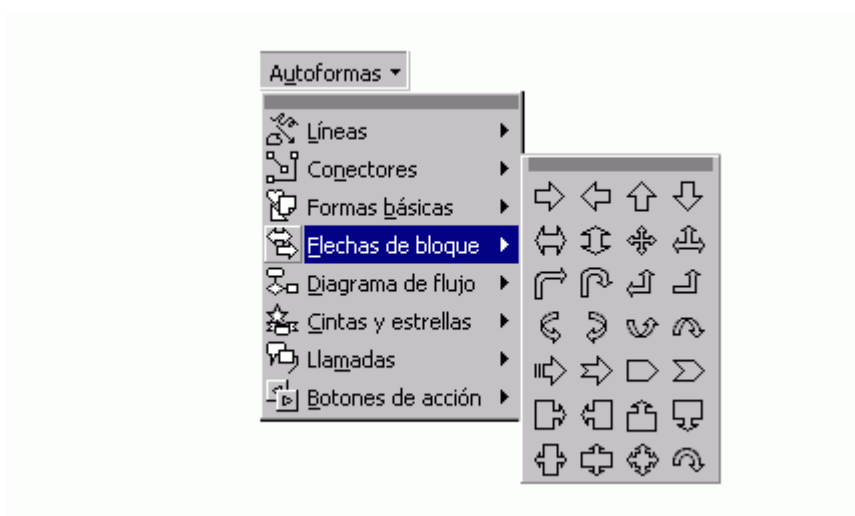 Autoformas
Líneas
Conectores
Formas básicas
Flechas de bloque
Diagrama de flujo
Cintas y estrellas
Llamadas
Botones de acción